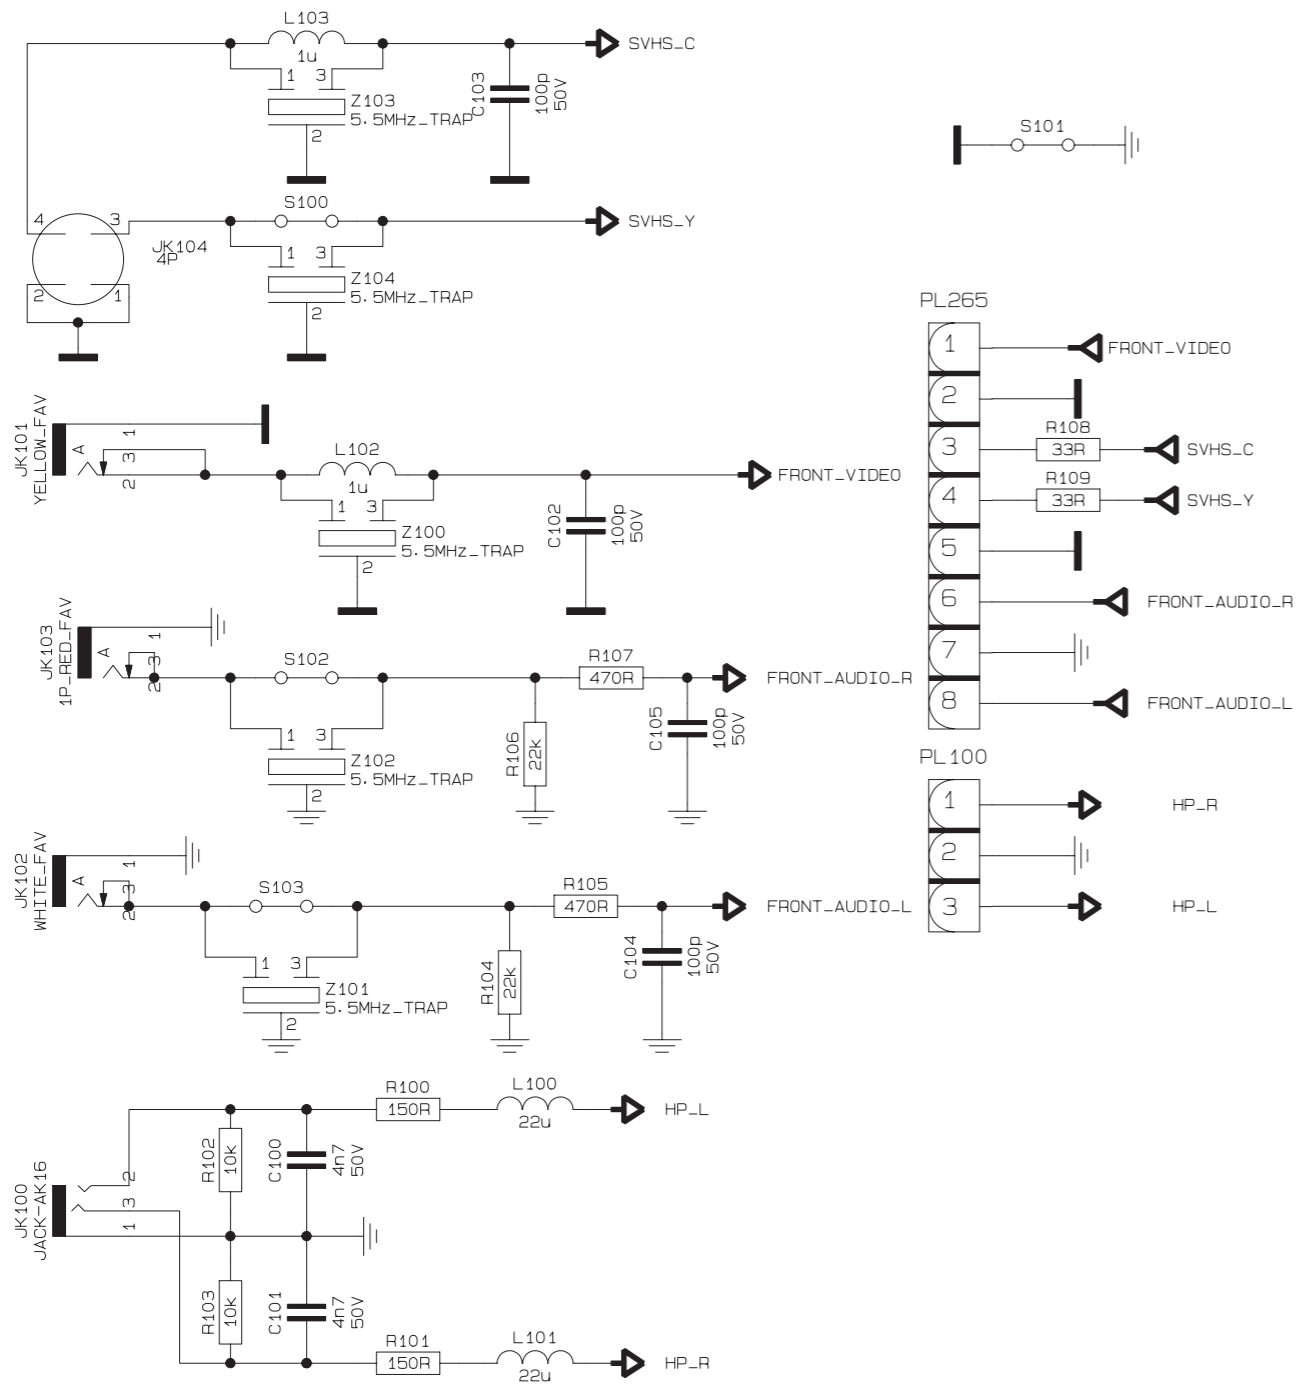 L103
1u
SVHS_C
1
3
Z103
5.5MHz_TRAP
2
C103
100p
50V
S101
S100
SVHS_Y
4
3
JK104
4P
2
1
1
3
Z104
5.5MHz_TRAP
2
PL265
1
FRONT_VIDEO
2
3
R108
33R
SVHS_C
4
R109
33R
SVHS_Y
5
6
FRONT_AUDIO_R
7
8
FRONT_AUDIO_L
JK101
YELLOW_FAV
A
1
3
2
L102
1u
FRONT_VIDEO
1
3
Z100
5.5MHz_TRAP
2
C102
100p
50V
JK103
1P_RED_FAV
A
1
3
2
S102
R107
470R
FRONT_AUDIO_R
1
3
Z102
5.5MHz_TRAP
2
R106
22k
C105
100p
50V
PL100
1
HP_R
2
3
HP_L
JK102
WHITE_FAV
A
1
3
2
S103
R105
470R
FRONT_AUDIO_L
1
3
Z101
5.5MHz_TRAP
2
R104
22k
C104
100p
50V
R100
150R
L100
22u
HP_L
R102
10k
C100
4n7
50V
JK100
JACK-AK16
2
3
1
R103
10k
C101
4n7
50V
R101
150R
L101
22u
HP_R